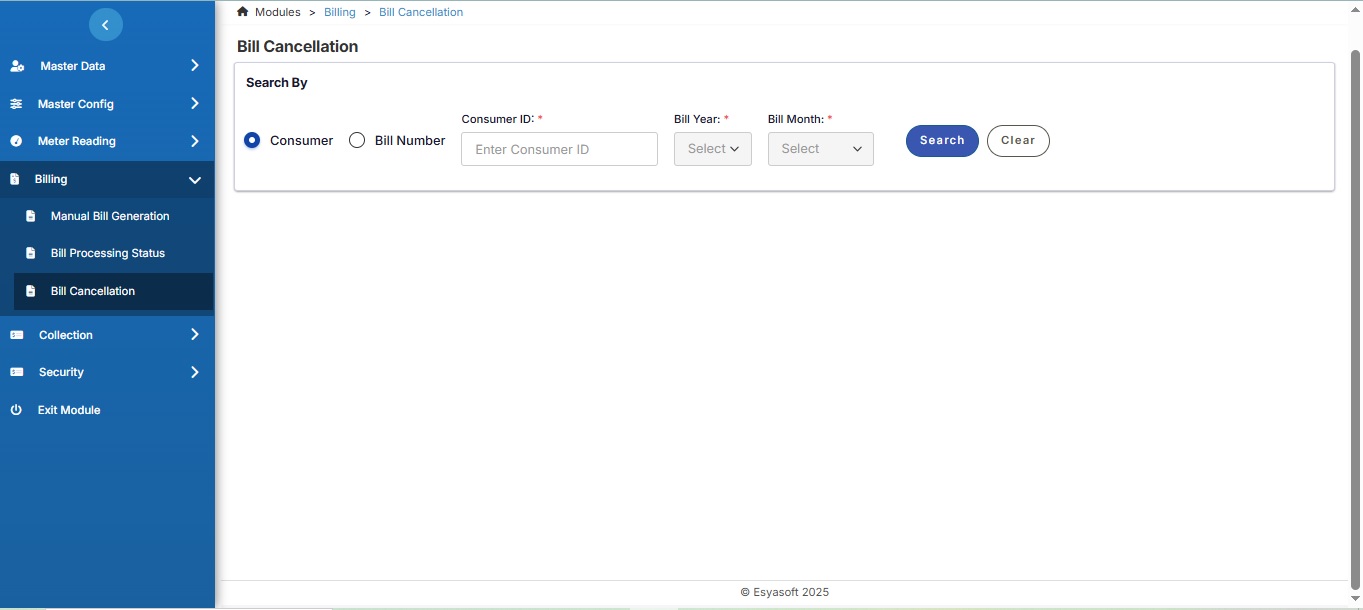 Modules > Billing > Bill Cancellation
Master Data
Master Config
Meter Reading
Billing
Manual Bill Generation
Bill Processing Status
Bill Cancellation
Collection
Security
Exit Module
Bill Cancellation
Search By
Consumer
Bill Number
Consumer ID: *
Enter Consumer ID
Bill Year: *
Select
Bill Month: *
Select
Search
Clear
© Esyasoft 2025